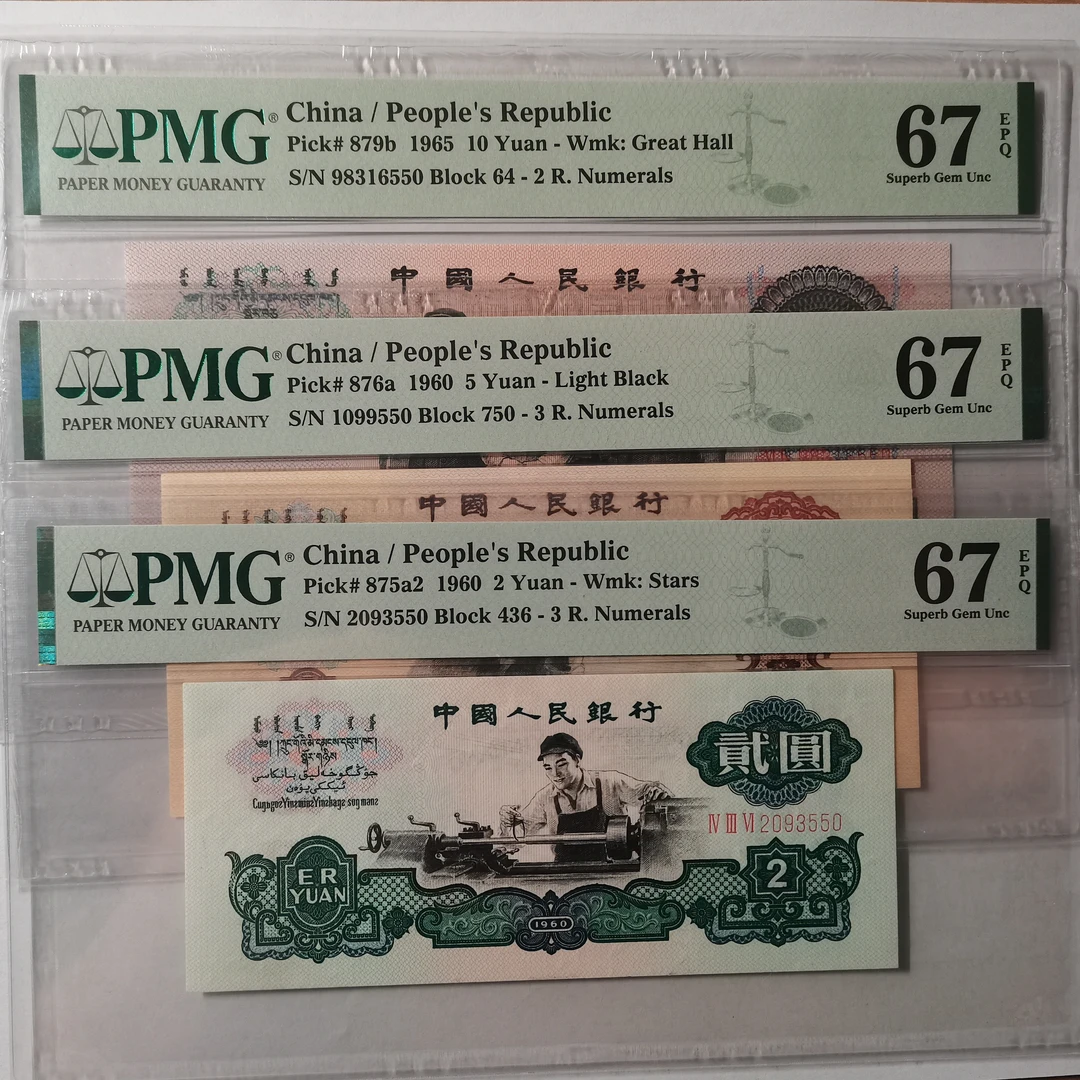 PMG®
PAPER MONEY GUARANTY
China / People's Republic
Pick# 879b 1965 10 Yuan - Wmk: Great Hall
S/N 98316550 Block 64 - 2 R. Numerals
67
EPQ
Superb Gem Unc
中國人民銀行
PMG®
PAPER MONEY GUARANTY
China / People's Republic
Pick# 876a 1960 5 Yuan - Light Black
S/N 1099550 Block 750 - 3 R. Numerals
67
EPQ
Superb Gem Unc
中國人民銀行
PMG®
PAPER MONEY GUARANTY
China / People's Republic
Pick# 875a2 1960 2 Yuan - Wmk: Stars
S/N 2093550 Block 436 - 3 R. Numerals
67
EPQ
Superb Gem Unc
中國人民銀行
貳圓
IV III VI 2093550
ER
YUAN
2
1960